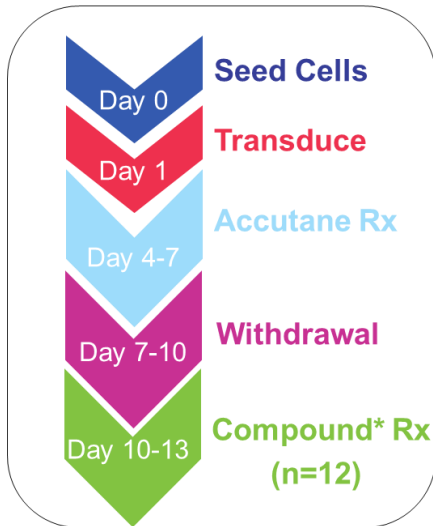 Day 0
Seed Cells
Day 1
Transduce
Day 4-7
Accutane Rx
Day 7-10
Withdrawal
Day 10-13
Compound* Rx
(n=12)